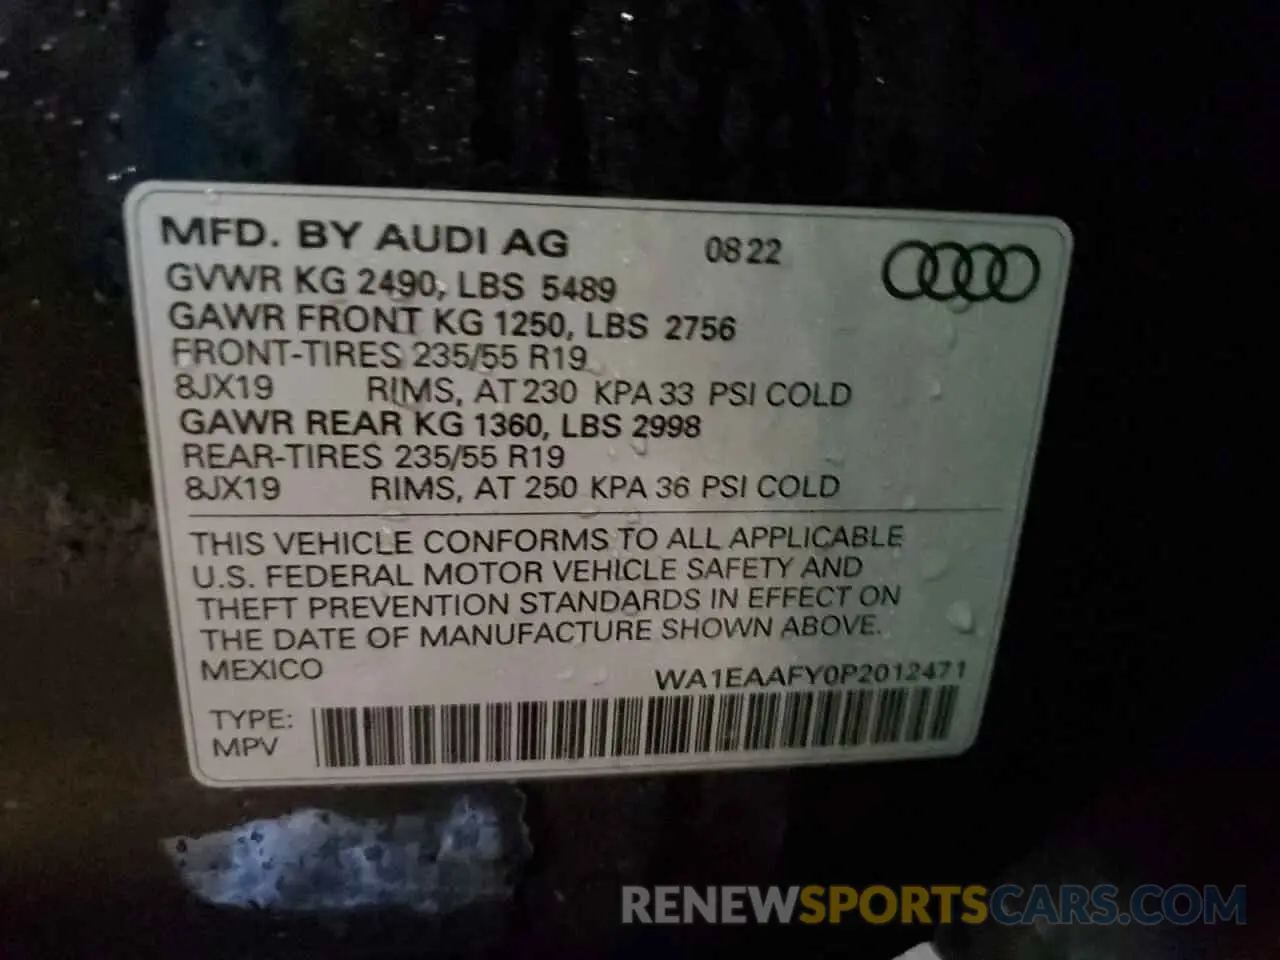 MFD. BY AUDI AG 0822
GVWR KG 2490, LBS 5489
GAWR FRONT KG 1250, LBS 2756
FRONT-TIRES 235/55 R19
8JX19 RIMS, AT 230 KPA 33 PSI COLD
GAWR REAR KG 1360, LBS 2998
REAR-TIRES 235/55 R19
8JX19 RIMS, AT 250 KPA 36 PSI COLD
THIS VEHICLE CONFORMS TO ALL APPLICABLE
U.S. FEDERAL MOTOR VEHICLE SAFETY AND
THEFT PREVENTION STANDARDS IN EFFECT ON
THE DATE OF MANUFACTURE SHOWN ABOVE.
MEXICO WA1EAAFY0P2012471
TYPE:
MPV
RENEWSPORTSCARS.COM